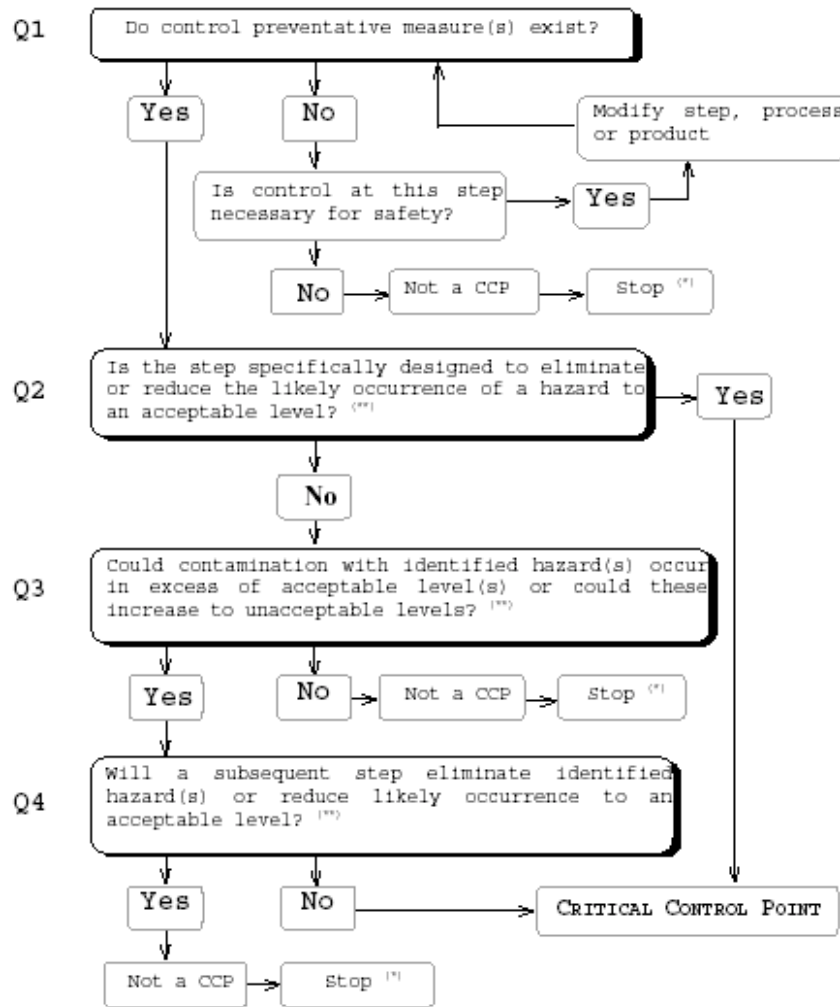 Q1
Do control preventative measure(s) exist?
Yes
No
Modify step, process
or product
Is control at this step
necessary for safety?
Yes
No
Not a CCP
Stop (*)
Q2
Is the step specifically designed to eliminate
or reduce the likely occurrence of a hazard to
an acceptable level? (**)
Yes
No
Q3
Could contamination with identified hazard(s) occur
in excess of acceptable level(s) or could these
increase to unacceptable levels? (**)
Yes
No
Not a CCP
Stop (*)
Q4
Will a subsequent step eliminate identified
hazard(s) or reduce likely occurrence to an
acceptable level? (**)
Yes
No
CRITICAL CONTROL POINT
Not a CCP
Stop (*)